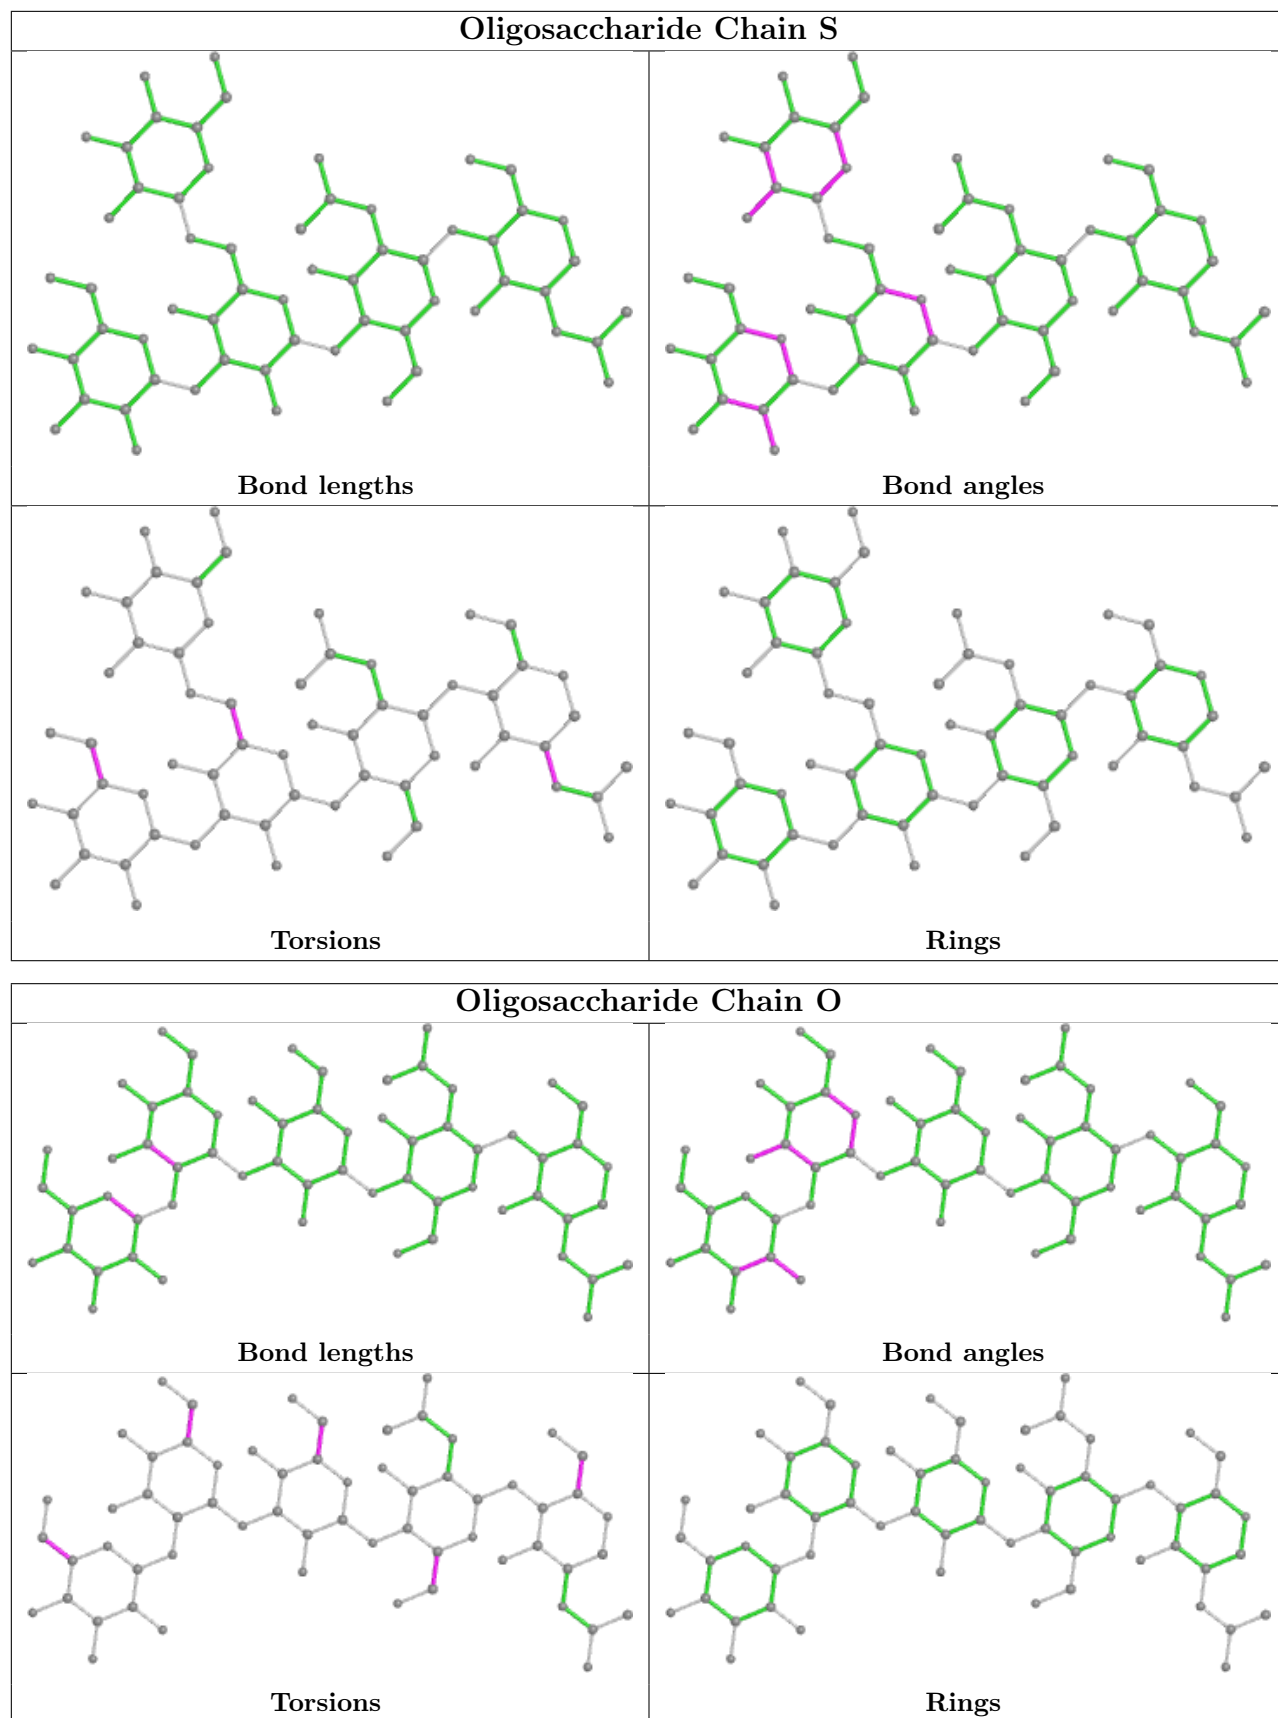 Oligosaccharide Chain S
Bond lengths
Bond angles
Torsions
Rings
Oligosaccharide Chain O
Bond lengths
Bond angles
Torsions
Rings